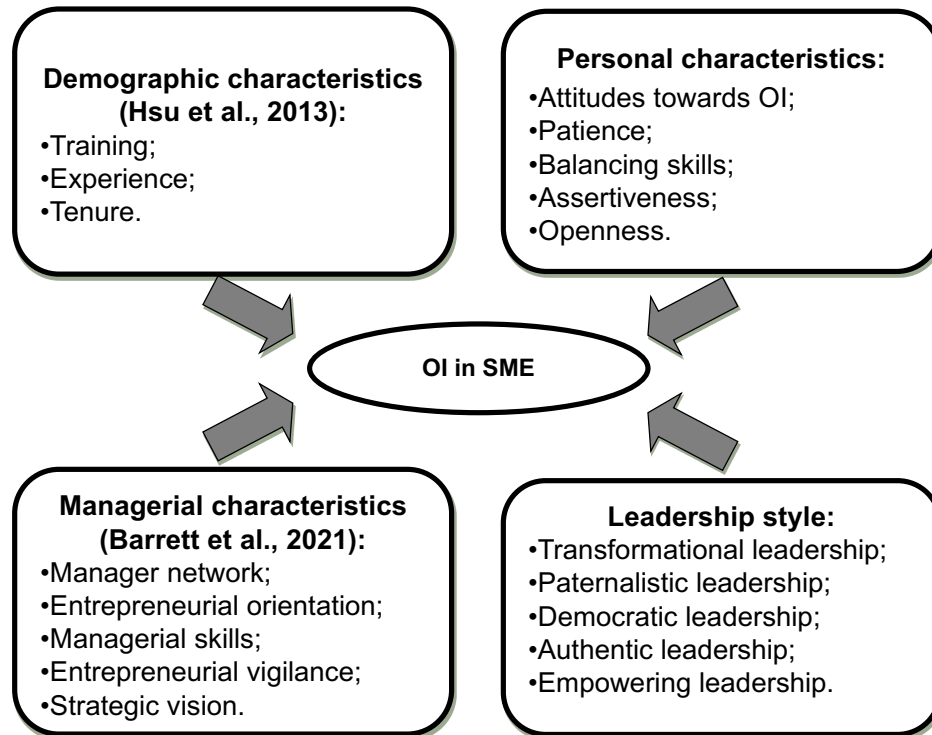 Demographic characteristics
(Hsu et al., 2013):
•Training;
•Experience;
•Tenure.
Personal characteristics:
•Attitudes towards OI;
•Patience;
•Balancing skills;
•Assertiveness;
•Openness.
OI in SME
Managerial characteristics
(Barrett et al., 2021):
•Manager network;
•Entrepreneurial orientation;
•Managerial skills;
•Entrepreneurial vigilance;
•Strategic vision.
Leadership style:
•Transformational leadership;
•Paternalistic leadership;
•Democratic leadership;
•Authentic leadership;
•Empowering leadership.